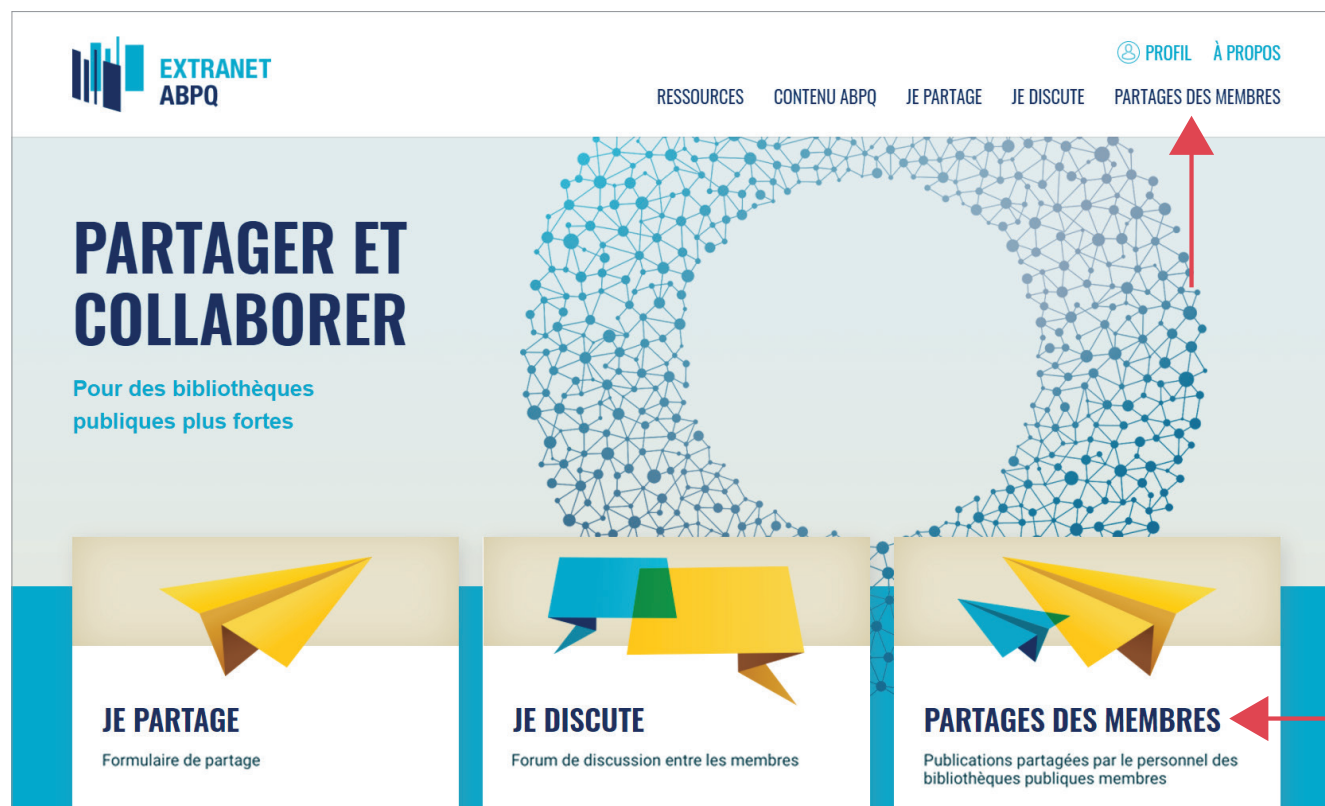 EXTRANET
ABPQ
PROFIL À PROPOS
RESSOURCES CONTENU ABPQ JE PARTAGE JE DISCUTE PARTAGES DES MEMBRES
PARTAGER ET
COLLABORER
Pour des bibliothèques
publiques plus fortes
JE PARTAGE
Formulaire de partage
JE DISCUTE
Forum de discussion entre les membres
PARTAGES DES MEMBRES
Publications partagées par le personnel des
bibliothèques publiques membres